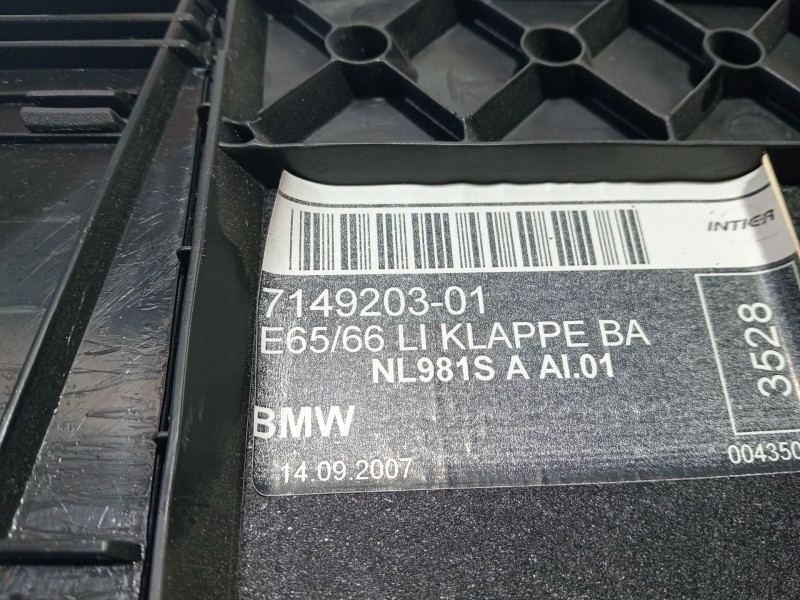 INTIER
7149203-01
E65/66 LI KLAPPE BA
NL981S A AI.01
3528
BMW
14.09.2007
004350